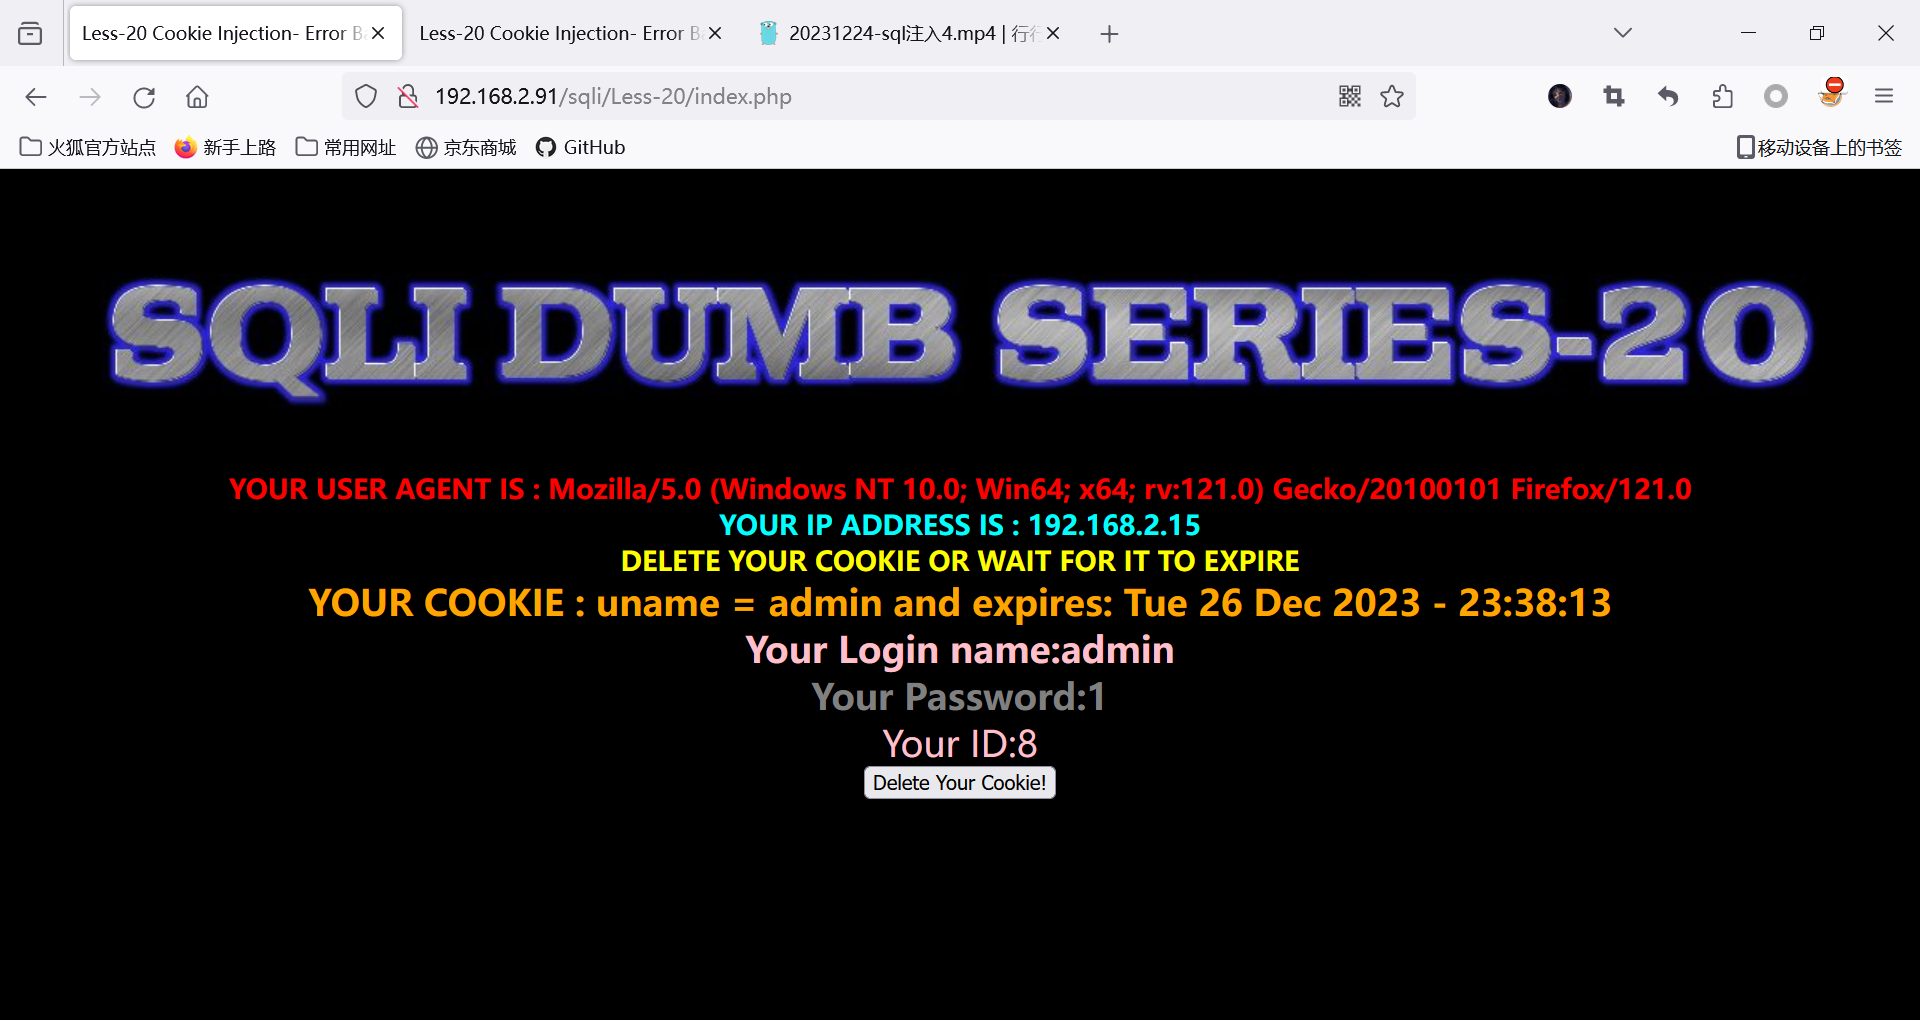 Less-20 Cookie Injection- Error B
Less-20 Cookie Injection- Error B
20231224-sql注入4.mp4 | 行
192.168.2.91/sqli/Less-20/index.php
火狐官方站点 新手上路 常用网址 京东商城 GitHub 移动设备上的书签
SQLI DUMB SERIES-20
YOUR USER AGENT IS : Mozilla/5.0 (Windows NT 10.0; Win64; x64; rv:121.0) Gecko/20100101 Firefox/121.0
YOUR IP ADDRESS IS : 192.168.2.15
DELETE YOUR COOKIE OR WAIT FOR IT TO EXPIRE
YOUR COOKIE : uname = admin and expires: Tue 26 Dec 2023 - 23:38:13
Your Login name:admin
Your Password:1
Your ID:8
Delete Your Cookie!